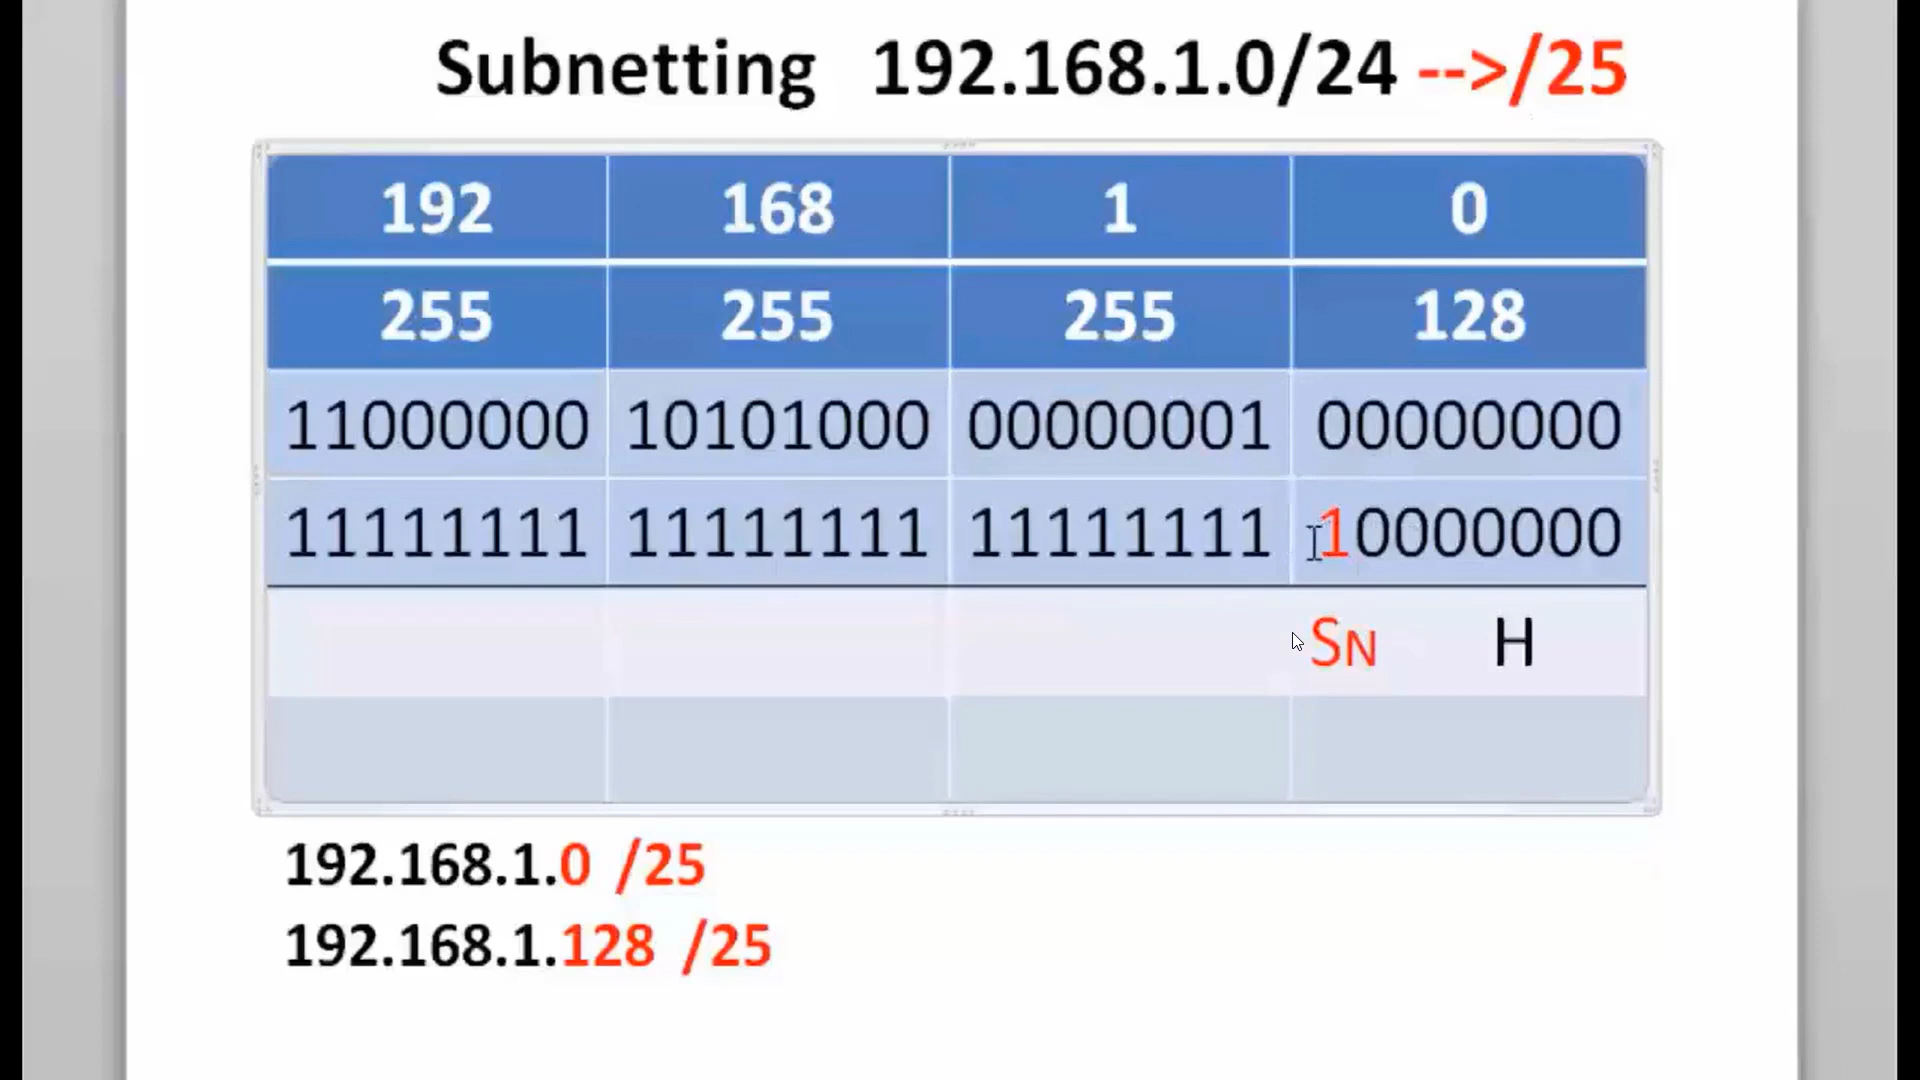 Subnetting 192.168.1.0/24 -->/25
192 168 1 0
255 255 255 128
11000000 10101000 00000001 00000000
11111111 11111111 11111111 10000000
SN H
192.168.1.0 /25
192.168.1.128 /25